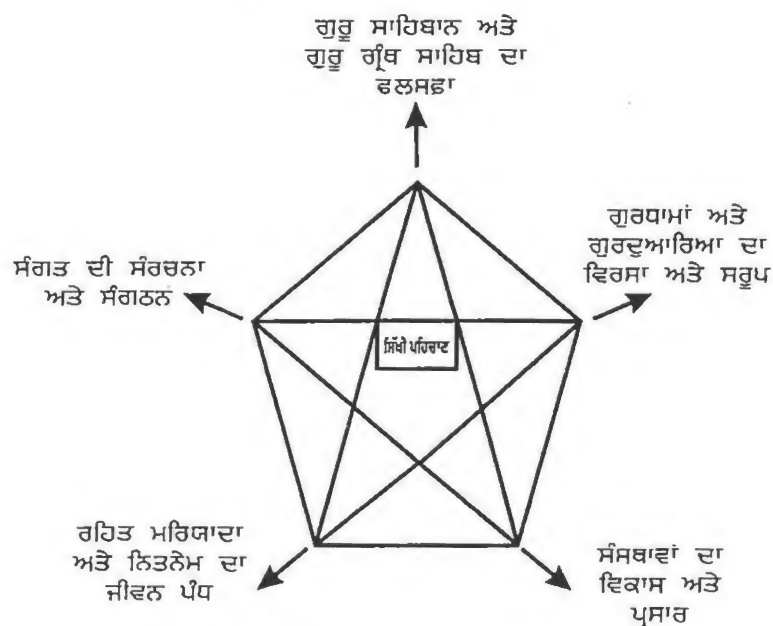 ਗੁਰੂ ਸਾਹਿਬਾਨ ਅਤੇ
ਗੁਰੂ ਗ੍ਰੰਥ ਸਾਹਿਬ ਦਾ
ਫਲਸਫ਼ਾ
ਗੁਰਧਾਮਾਂ ਅਤੇ
ਗੁਰਦੁਆਰਿਆ ਦਾ
ਵਿਰਸਾ ਅਤੇ ਸਰੂਪ
ਸੰਗਤ ਦੀ ਸੰਰਚਨਾ
ਅਤੇ ਸੰਗਠਨ
ਸਿੱਖੀ ਪਹਿਚਾਣ
ਰਹਿਤ ਮਰਿਯਾਦਾ
ਅਤੇ ਨਿਤਨੇਮ ਦਾ
ਜੀਵਨ ਪੰਧ
ਸੰਸਥਾਵਾਂ ਦਾ
ਵਿਕਾਸ ਅਤੇ
ਪ੍ਰਸਾਰ